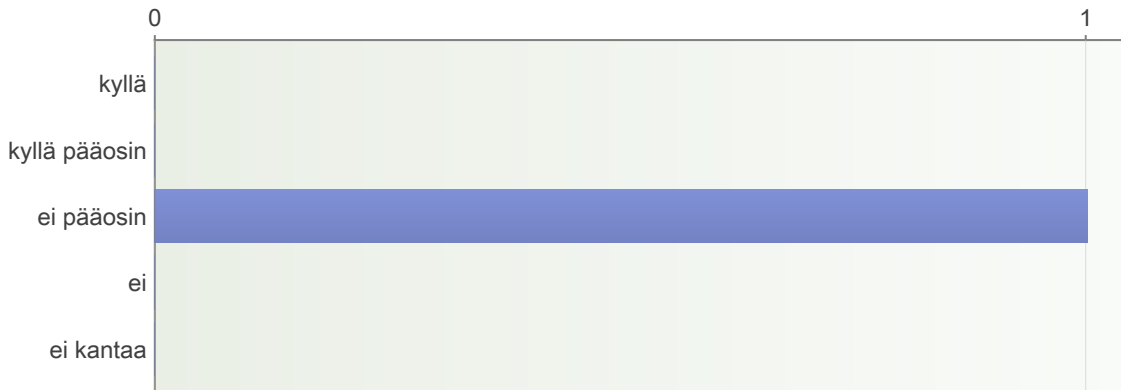 0 1
kyllä
kyllä pääosin
ei pääosin
ei
ei kantaa